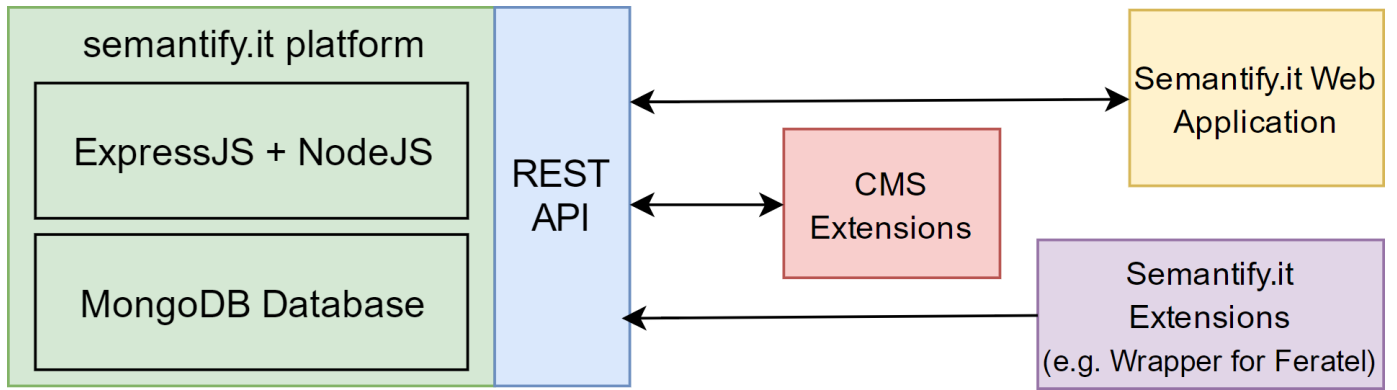 semantify.it platform
ExpressJS + NodeJS
MongoDB Database
REST
API
CMS
Extensions
Semantify.it Web
Application
Semantify.it
Extensions
(e.g. Wrapper for Feratel)